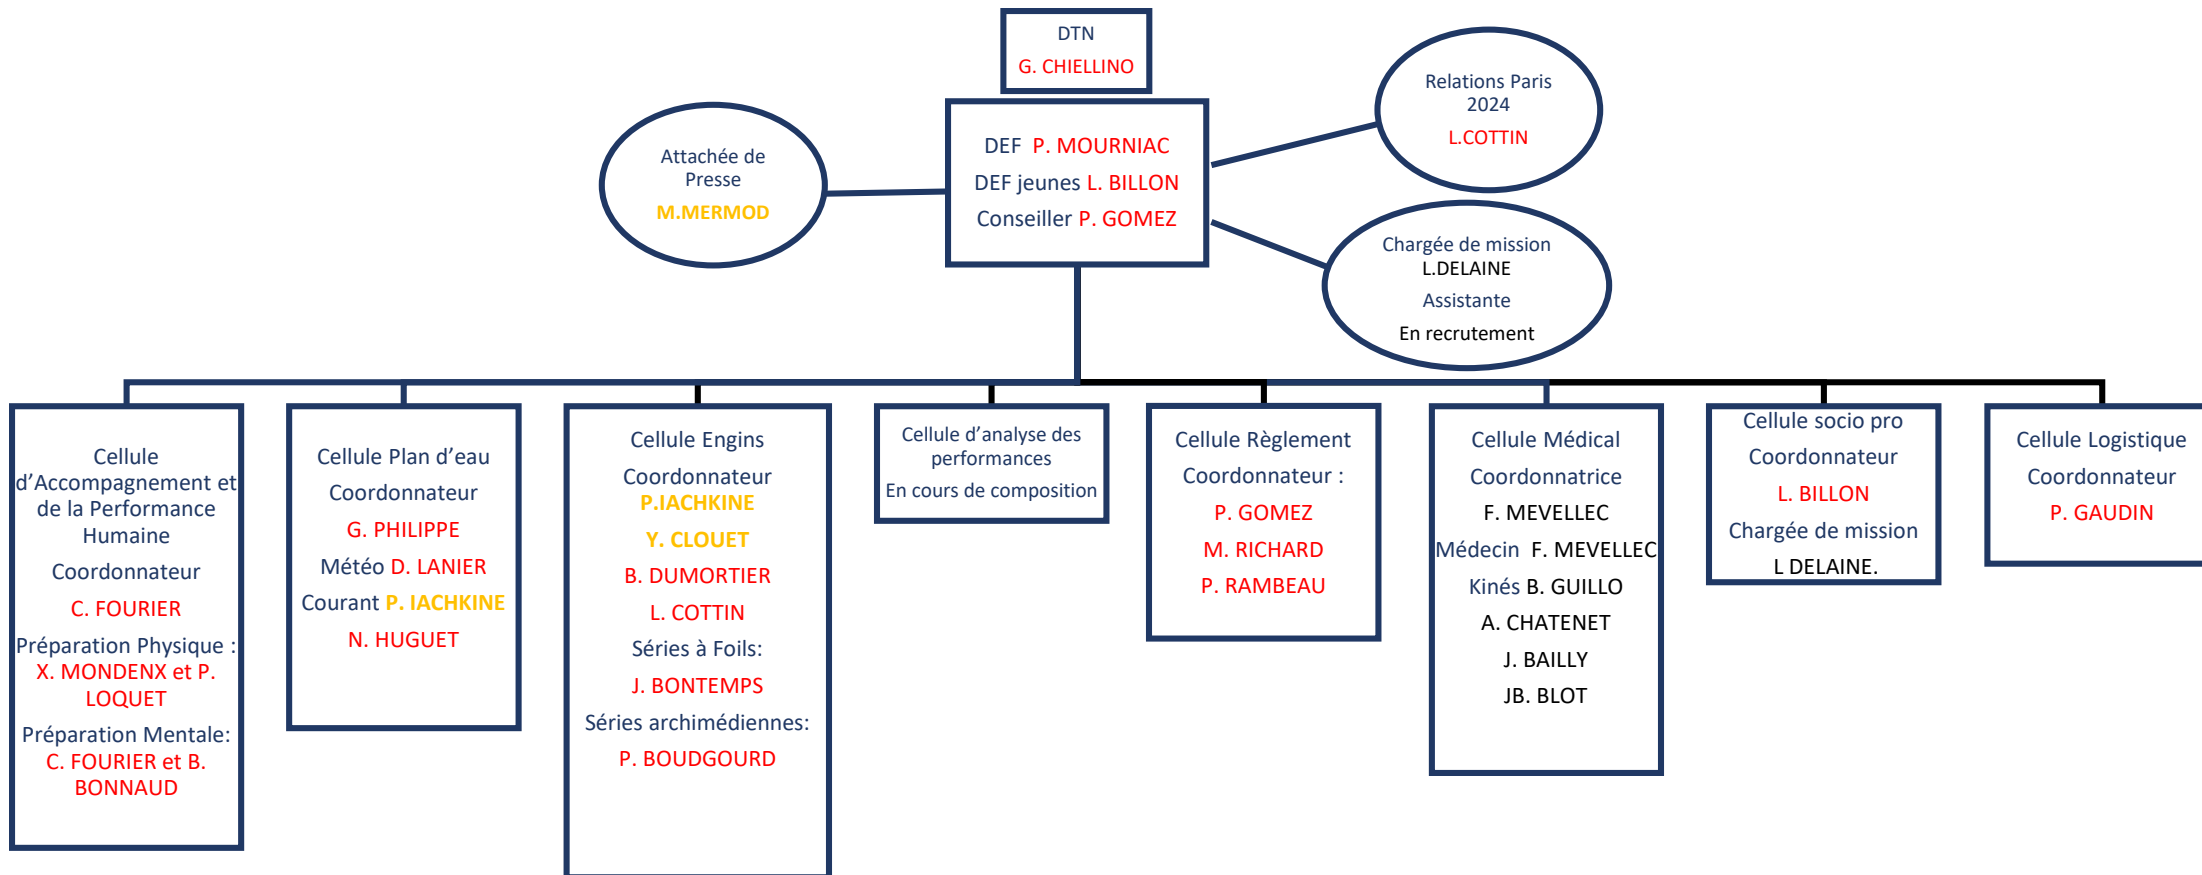 DTN
G. CHIELLINO
Relations Paris
2024
L.COTTIN
Attachée de
Presse
M.MERMOD
DEF  P. MOURNIAC
DEF jeunes L. BILLON
Conseiller P. GOMEZ
Chargée de mission
L.DELAINE
Assistante
En recrutement
Cellule
d’Accompagnement et
de la Performance
Humaine
Coordonnateur
C. FOURIER
Préparation Physique :
X. MONDENX et P.
LOQUET
Préparation Mentale:
C. FOURIER et B.
BONNAUD
Cellule Plan d’eau
Coordonnateur
G. PHILIPPE
Météo D. LANIER
Courant P. IACHKINE
N. HUGUET
Cellule Engins
Coordonnateur
P.IACHKINE
Y. CLOUET
B. DUMORTIER
L. COTTIN
Séries à Foils:
J. BONTEMPS
Séries archimédiennes:
P. BOUDGOURD
Cellule d’analyse des
performances
En cours de composition
Cellule Règlement
Coordonnateur :
P. GOMEZ
M. RICHARD
P. RAMBEAU
Cellule Médical
Coordonnatrice
F. MEVELLEC
Médecin  F. MEVELLEC
Kinés B. GUILLO
A. CHATENET
J. BAILLY
JB. BLOT
Cellule socio pro
Coordonnateur
L. BILLON
Chargée de mission
L DELAINE.
Cellule Logistique
Coordonnateur
P. GAUDIN